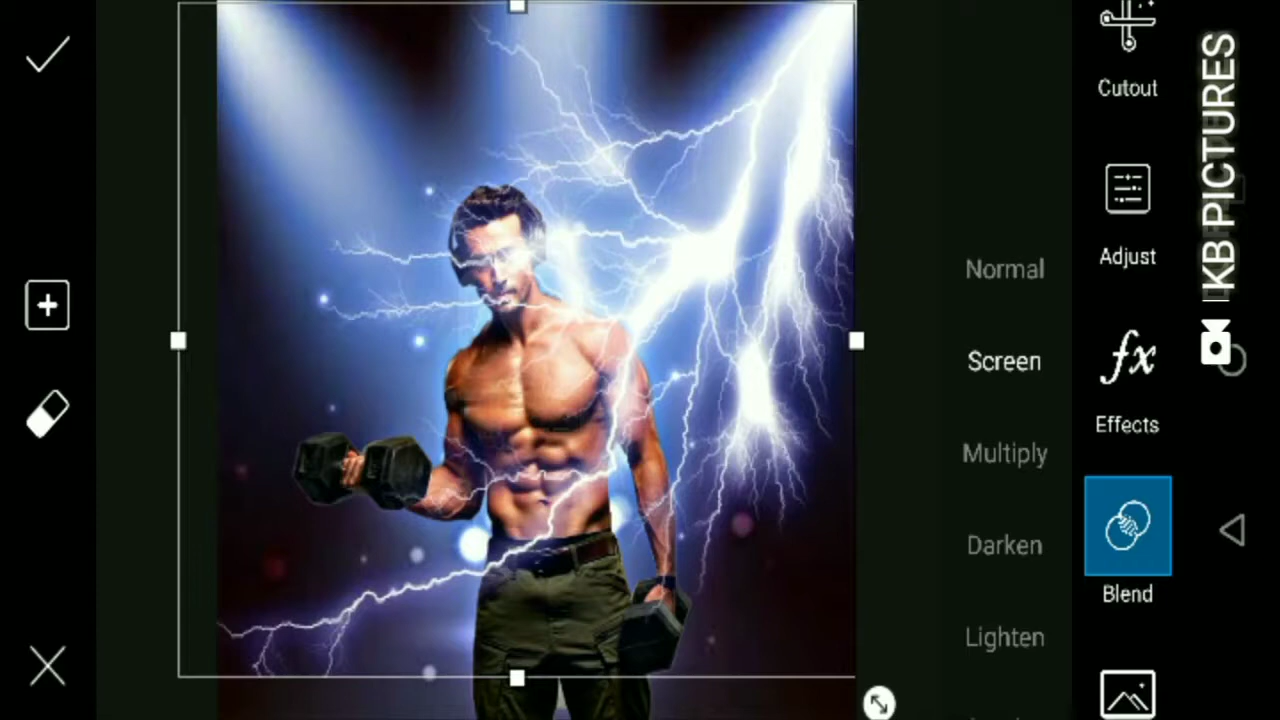 Normal
Screen
Multiply
Darken
Lighten
Cutout
Adjust
fx
Effects
Blend
KB PICTURES